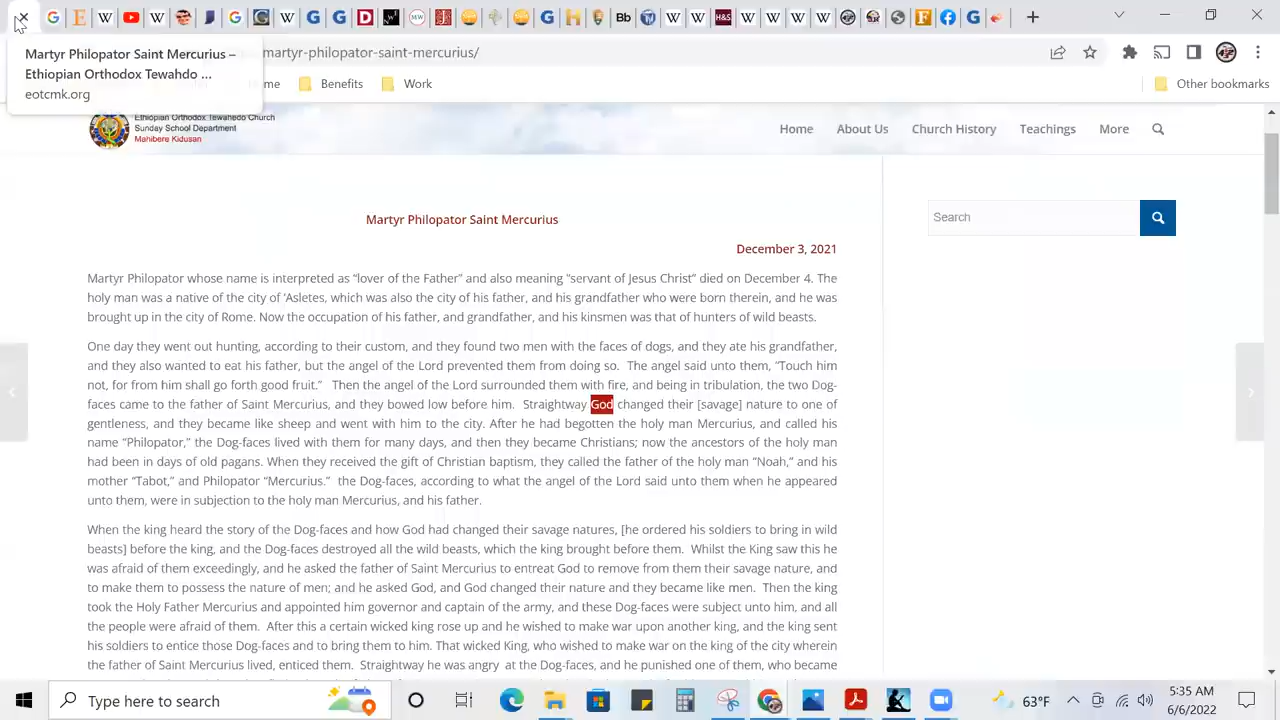 Martyr Philopator Saint Mercurius –
Ethiopian Orthodox Tewahdo ...
eotcmk.org
martyr-philopator-saint-mercurius/
Benefits
Work
Other bookmarks
Ethiopian Orthodox Tewahedo Church
Sunday School Department
Mahibere Kidusan
Home
About Us
Church History
Teachings
More
Martyr Philopator Saint Mercurius
December 3, 2021
Search
Martyr Philopator whose name is interpreted as “lover of the Father” and also meaning “servant of Jesus Christ” died on December 4. The
holy man was a native of the city of ‘Asletes, which was also the city of his father, and his grandfather who were born therein, and he was
brought up in the city of Rome. Now the occupation of his father, and grandfather, and his kinsmen was that of hunters of wild beasts.
One day they went out hunting, according to their custom, and they found two men with the faces of dogs, and they ate his grandfather,
and they also wanted to eat his father, but the angel of the Lord prevented them from doing so. The angel said unto them, “Touch him
not, for from him shall go forth good fruit.” Then the angel of the Lord surrounded them with fire, and being in tribulation, the two Dog-
faces came to the father of Saint Mercurius, and they bowed low before him. Straightway God changed their [savage] nature to one of
gentleness, and they became like sheep and went with him to the city. After he had begotten the holy man Mercurius, and called his
name “Philopator,” the Dog-faces lived with them for many days, and then they became Christians; now the ancestors of the holy man
had been in days of old pagans. When they received the gift of Christian baptism, they called the father of the holy man “Noah,” and his
mother “Tabot,” and Philopator “Mercurius.” the Dog-faces, according to what the angel of the Lord said unto them when he appeared
unto them, were in subjection to the holy man Mercurius, and his father.
When the king heard the story of the Dog-faces and how God had changed their savage natures, [he ordered his soldiers to bring in wild
beasts] before the king, and the Dog-faces destroyed all the wild beasts, which the king brought before them. Whilst the King saw this he
was afraid of them exceedingly, and he asked the father of Saint Mercurius to entreat God to remove from them their savage nature, and
to make them to possess the nature of men; and he asked God, and God changed their nature and they became like men. Then the king
took the Holy Father Mercurius and appointed him governor and captain of the army, and these Dog-faces were subject unto him, and all
the people were afraid of them. After this a certain wicked king rose up and he wished to make war upon another king, and the king sent
his soldiers to entice those Dog-faces and to bring them to him. That wicked King, who wished to make war on the king of the city wherein
the father of Saint Mercurius lived, enticed them. Straightway he was angry at the Dog-faces, and he punished one of them, who became
Type here to search
63°F
5:35 AM
6/6/2022